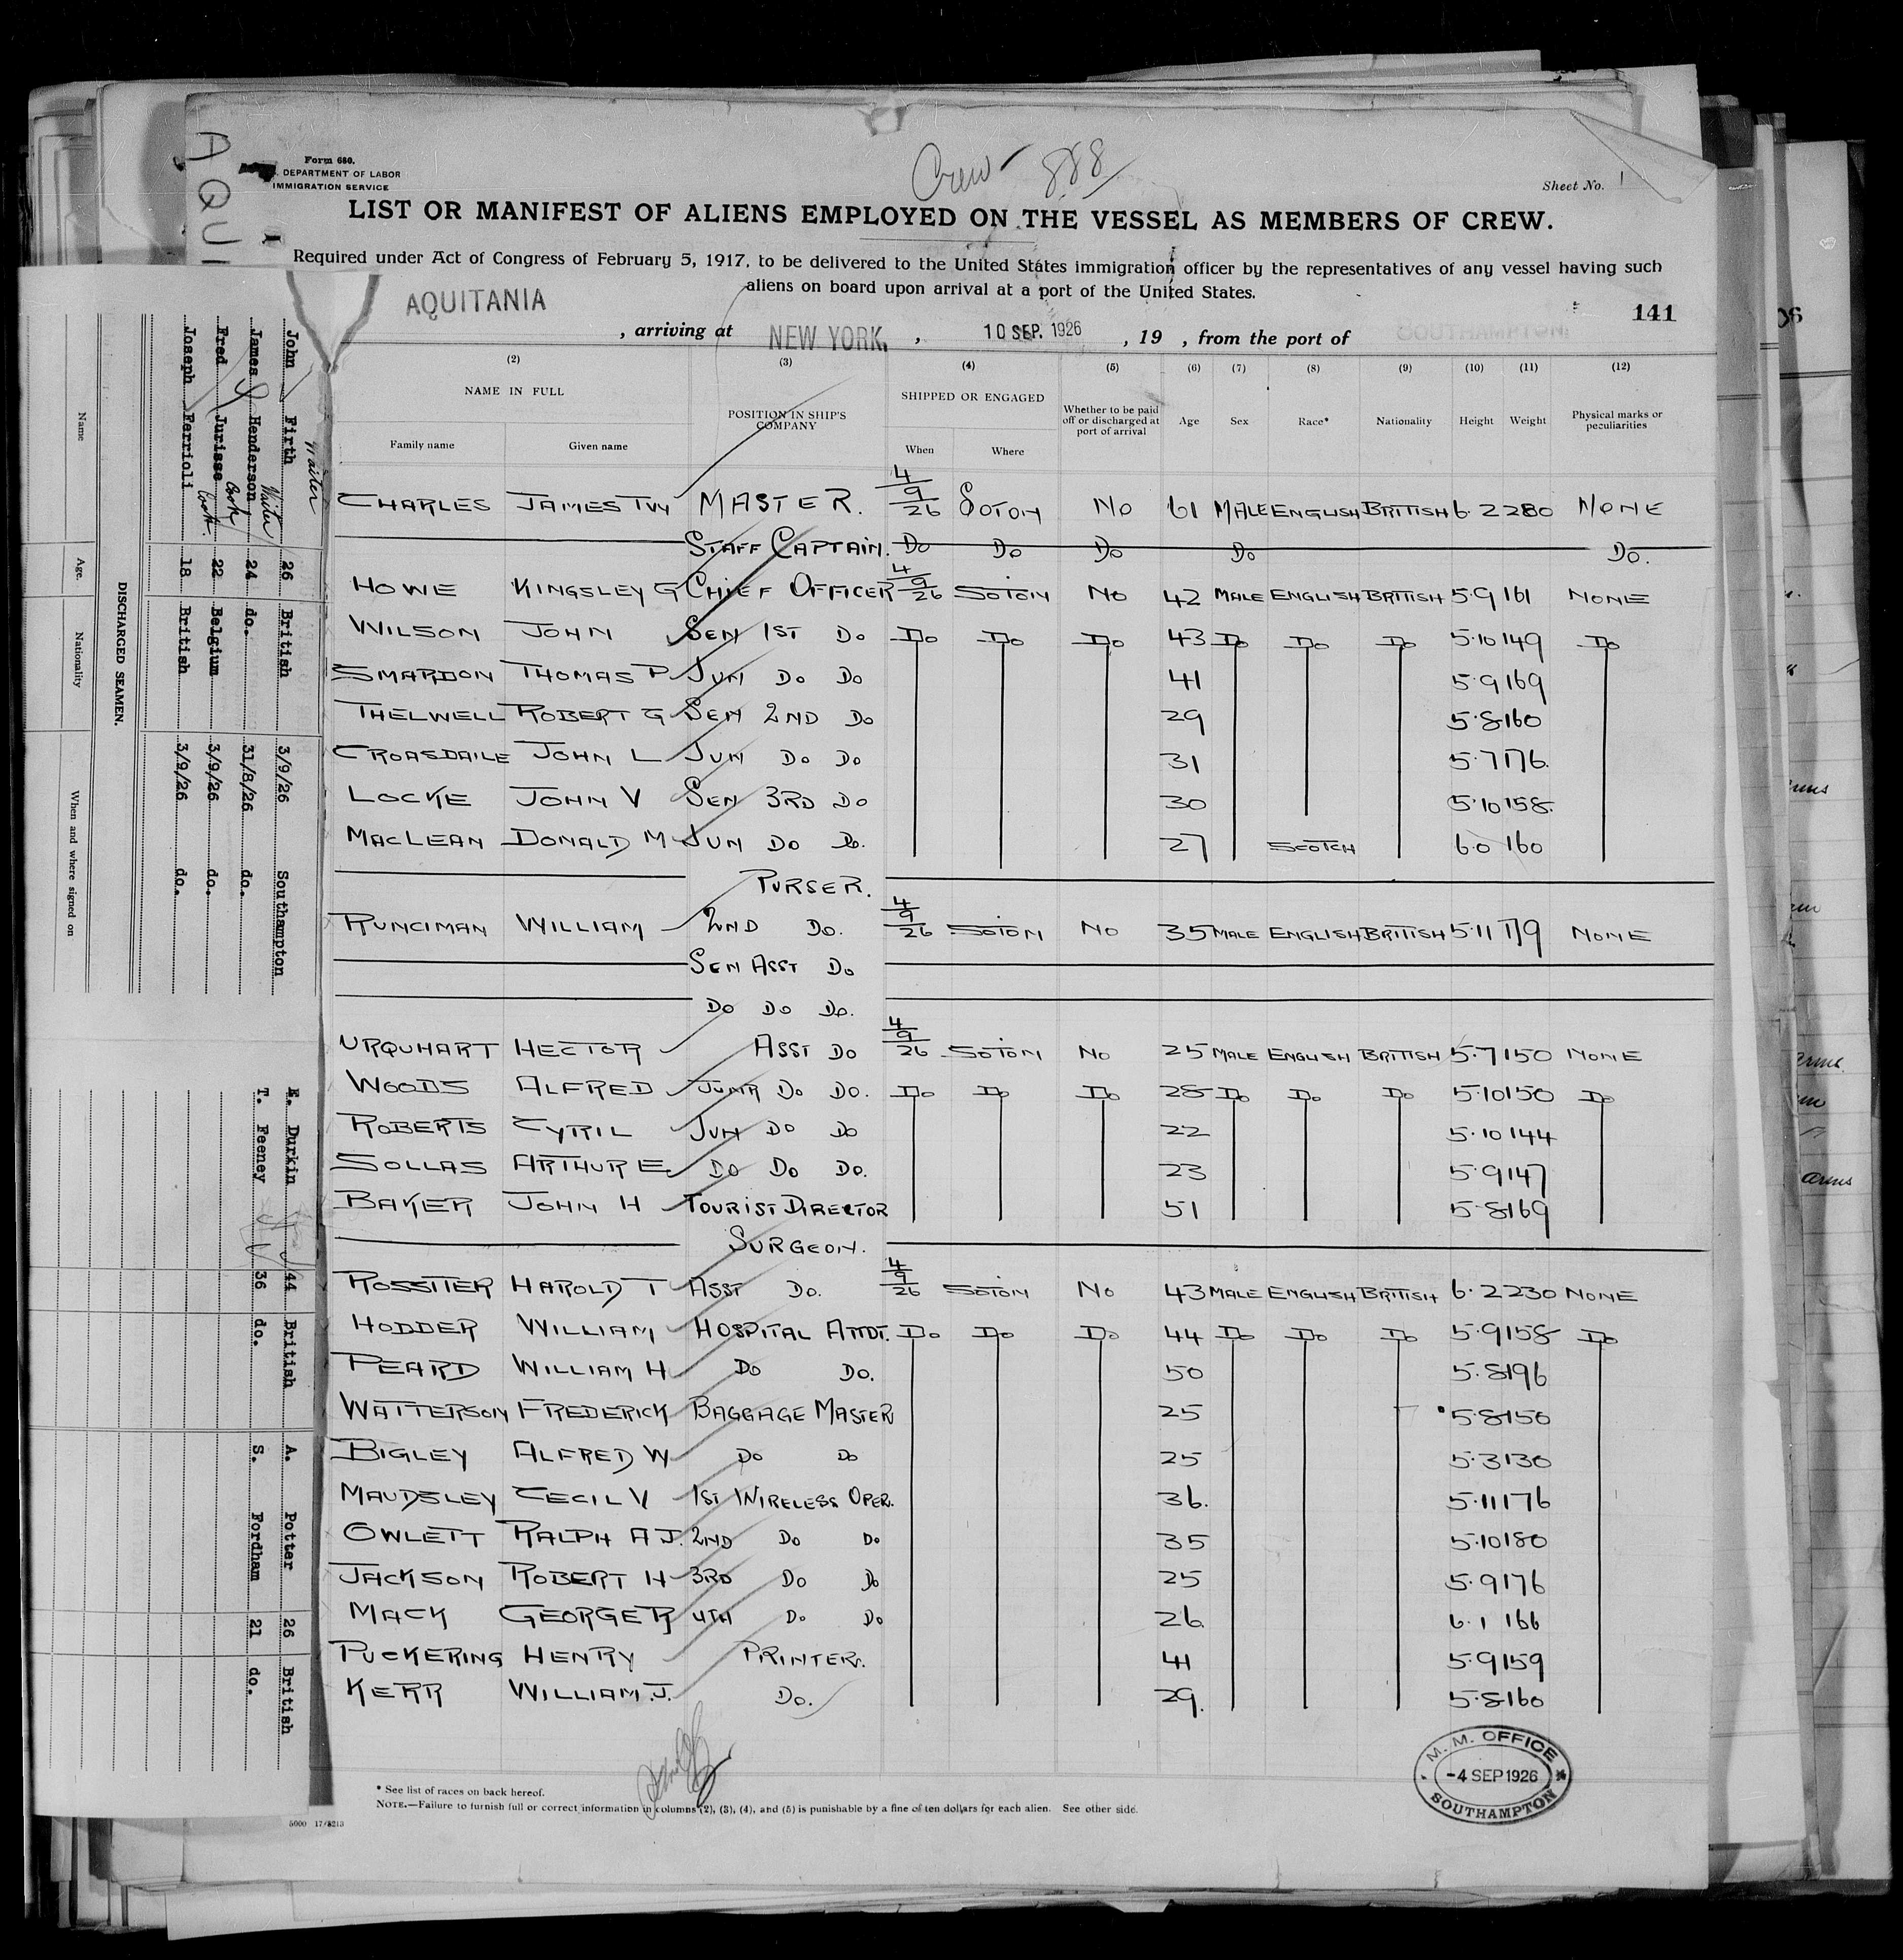 AQUI
Form 680.
DEPARTMENT OF LABOR
IMMIGRATION SERVICE
Crew 888
Sheet No. 1
LIST OR MANIFEST OF ALIENS EMPLOYED ON THE VESSEL AS MEMBERS OF CREW.
Required under Act of Congress of February 5, 1917, to be delivered to the United States immigration officer by the representatives of any vessel having such
aliens on board upon arrival at a port of the United States.
141
AQUITANIA , arriving at NEW YORK, , 10 SEP. 1926 , 19 , from the port of SOUTHAMPTON
(2) (3) (4) (5) (6) (7) (8) (9) (10) (11) (12)
NAME IN FULL POSITION IN SHIP'S COMPANY SHIPPED OR ENGAGED Whether to be paid off or discharged at port of arrival Age Sex Race* Nationality Height Weight Physical marks or peculiarities
Family name Given name When Where
CHARLES JAMES TVY MASTER. 4/9/26 SOTON NO 61 MALE ENGLISH BRITISH 6.2 280 NONE
STAFF CAPTAIN. DO DO DO DO DO.
HOWE KINGSLEY G CHIEF OFFICER 4/9/26 SOTON NO 42 MALE ENGLISH BRITISH 5.9 161 NONE
WILSON JOHN SEN 1ST DO DO DO DO 43 DO DO DO 5.10 149 DO
SMARDON THOMAS P JUN DO DO 41 5.9 169
THELWELL ROBERT G SEN 2ND DO 29 5.8 160
CROASDAILE JOHN L JUN DO DO 31 5.7 176.
LOCKE JOHN V SEN 3RD DO 30 5.10 158.
MACLEAN DONALD M JUN DO DO. 27 SCOTCH 6.0 160
PURSER.
RUNCIMAN WILLIAM 2ND DO. 4/9/26 SOTON NO 35 MALE ENGLISH BRITISH 5.11 179 NONE
SEN ASST DO
DO DO DO.
URQUHART HECTOR ASST DO 4/9/26 SOTON NO 25 MALE ENGLISH BRITISH 5.7 150 NONE
WOODS ALFRED JUNR DO DO. DO DO DO 28 DO DO DO 5.10 150 DO
ROBERTS CYRIL JUN DO DO 22 5.10 144
SOLLAS ARTHUR E DO DO DO. 23 5.9 147
BAKER JOHN H TOURIST DIRECTOR 51 5.8 169
SURGEON.
ROSSITER HAROLD T ASST DO. 4/9/26 SOTON NO 43 MALE ENGLISH BRITISH 6.2 230 NONE
HODDER WILLIAM HOSPITAL ATTDT. DO DO DO 44 DO DO DO 5.9 158 DO
PEARD WILLIAM H DO DO. 50 5.8 196
WATTERSON FREDERICK BAGGAGE MASTER 25 5.8 150
BIGLEY ALFRED W DO DO 25 5.3 130
MAUDSLEY CECIL V 1ST WIRELESS OPER. 36. 5.11 176
OWLETT RALPH A J. 2ND DO DO 35 5.10 180
JACKSON ROBERT H 3RD DO DO 25 5.9 176
MACK GEORGE R 4TH DO DO 26 6.1 166
PUCKERING HENRY PRINTER. 41 5.9 159
KERR WILLIAM.J. DO. 29. 5.8 160
* See list of races on back hereof.
NOTE.—Failure to furnish full or correct information in columns (2), (3), (4), and (5) is punishable by a fine of ten dollars for each alien. See other side.
5000 17/5213
M. M. OFFICE
-4 SEP 1926
SOUTHAMPTON
DISCHARGED SEAMEN.
Name Age. Nationality When and where signed on
Waiter
John Firth 26 British 3/9/26 Southampton
James Henderson Waiter 24 do. 31/8/26 do.
Fred Jurisse Cook 22 Belgium 3/9/26 do.
Joseph Ferrioli Cook. 18 British 3/9/26 do.
E. Durkin 44 British A. Potter 26 British
T. Feeney 36 do. S. Fordham 21 do.
06
arms
arms